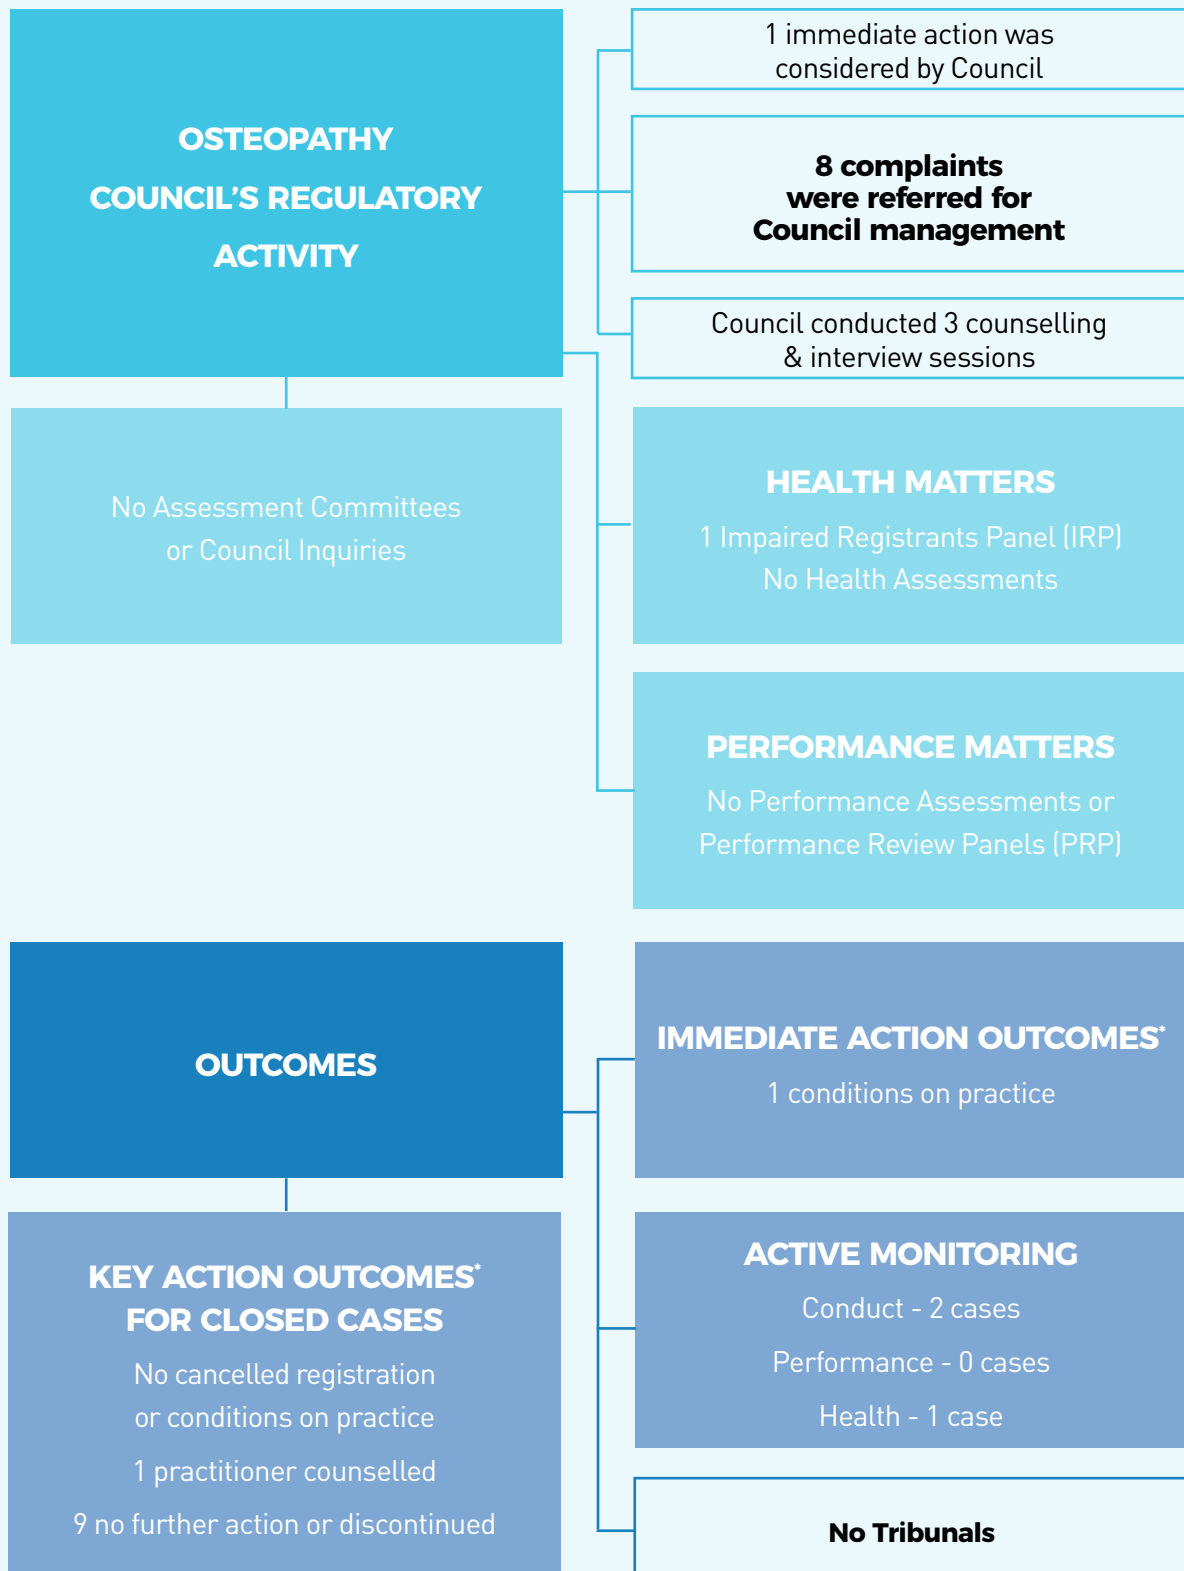 OSTEOPATHY
COUNCIL'S REGULATORY
ACTIVITY
1 immediate action was
considered by Council
8 complaints
were referred for
Council management
Council conducted 3 counselling
& interview sessions
No Assessment Committees
or Council Inquiries
HEALTH MATTERS
1 Impaired Registrants Panel (IRP)
No Health Assessments
PERFORMANCE MATTERS
No Performance Assessments or
Performance Review Panels (PRP)
OUTCOMES
IMMEDIATE ACTION OUTCOMES*
1 conditions on practice
KEY ACTION OUTCOMES*
FOR CLOSED CASES
No cancelled registration
or conditions on practice
1 practitioner counselled
9 no further action or discontinued
ACTIVE MONITORING
Conduct - 2 cases
Performance - 0 cases
Health - 1 case
No Tribunals